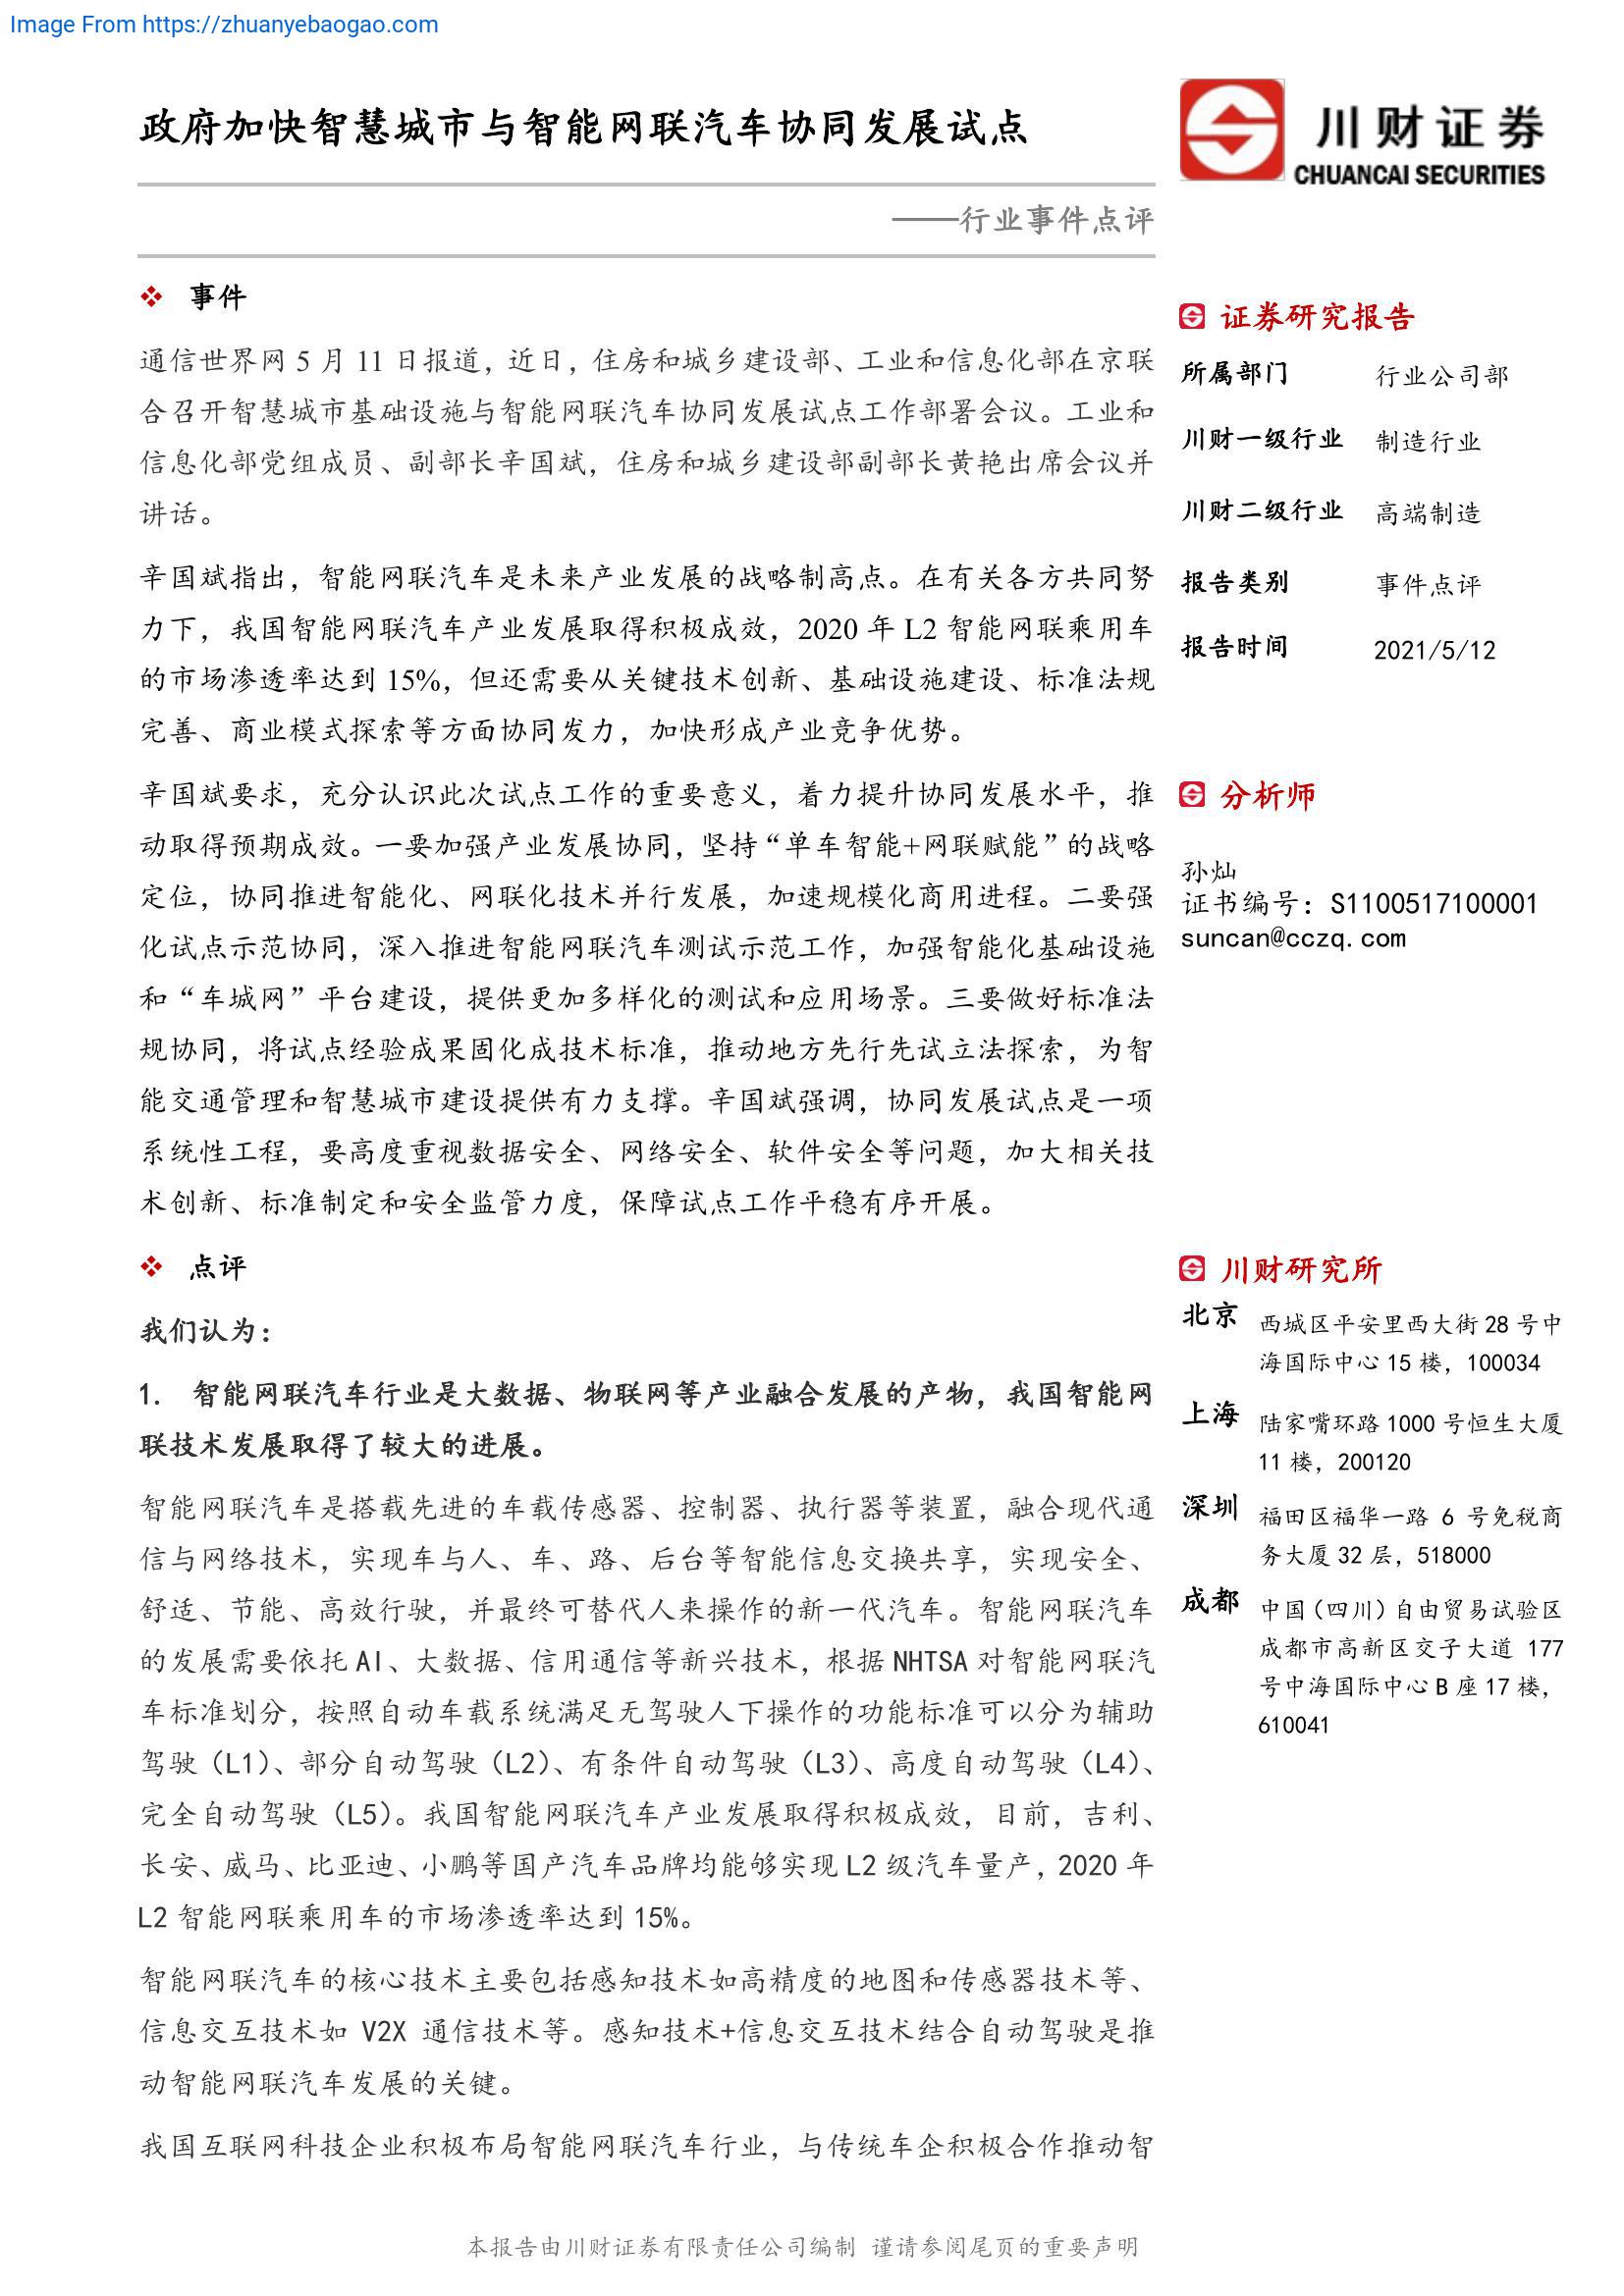 Image From https://zhuanyebaogao.com
政府加快智慧城市与智能网联汽车协同发展试点
川财证券
CHUANCAI SECURITIES
——行业事件点评
❖ 事件
通信世界网 5 月 11 日报道，近日，住房和城乡建设部、工业和信息化部在京联
合召开智慧城市基础设施与智能网联汽车协同发展试点工作部署会议。工业和
信息化部党组成员、副部长辛国斌，住房和城乡建设部副部长黄艳出席会议并
讲话。
辛国斌指出，智能网联汽车是未来产业发展的战略制高点。在有关各方共同努
力下，我国智能网联汽车产业发展取得积极成效，2020 年 L2 智能网联乘用车
的市场渗透率达到 15%，但还需要从关键技术创新、基础设施建设、标准法规
完善、商业模式探索等方面协同发力，加快形成产业竞争优势。
辛国斌要求，充分认识此次试点工作的重要意义，着力提升协同发展水平，推
动取得预期成效。一要加强产业发展协同，坚持“单车智能+网联赋能”的战略
定位，协同推进智能化、网联化技术并行发展，加速规模化商用进程。二要强
化试点示范协同，深入推进智能网联汽车测试示范工作，加强智能化基础设施
和“车城网”平台建设，提供更加多样化的测试和应用场景。三要做好标准法
规协同，将试点经验成果固化成技术标准，推动地方先行先试立法探索，为智
能交通管理和智慧城市建设提供有力支撑。辛国斌强调，协同发展试点是一项
系统性工程，要高度重视数据安全、网络安全、软件安全等问题，加大相关技
术创新、标准制定和安全监管力度，保障试点工作平稳有序开展。
❖ 点评
我们认为：
1. 智能网联汽车行业是大数据、物联网等产业融合发展的产物，我国智能网
联技术发展取得了较大的进展。
智能网联汽车是搭载先进的车载传感器、控制器、执行器等装置，融合现代通
信与网络技术，实现车与人、车、路、后台等智能信息交换共享，实现安全、
舒适、节能、高效行驶，并最终可替代人来操作的新一代汽车。智能网联汽车
的发展需要依托 AI、大数据、信用通信等新兴技术，根据 NHTSA 对智能网联汽
车标准划分，按照自动车载系统满足无驾驶人下操作的功能标准可以分为辅助
驾驶（L1）、部分自动驾驶（L2）、有条件自动驾驶（L3）、高度自动驾驶（L4）、
完全自动驾驶（L5）。我国智能网联汽车产业发展取得积极成效，目前，吉利、
长安、威马、比亚迪、小鹏等国产汽车品牌均能够实现 L2 级汽车量产，2020 年
L2 智能网联乘用车的市场渗透率达到 15%。
智能网联汽车的核心技术主要包括感知技术如高精度的地图和传感器技术等、
信息交互技术如 V2X 通信技术等。感知技术+信息交互技术结合自动驾驶是推
动智能网联汽车发展的关键。
我国互联网科技企业积极布局智能网联汽车行业，与传统车企积极合作推动智
证券研究报告
所属部门 行业公司部
川财一级行业 制造行业
川财二级行业 高端制造
报告类别 事件点评
报告时间 2021/5/12
分析师
孙灿
证书编号：S1100517100001
suncan@cczq.com
川财研究所
北京 西城区平安里西大街 28 号中
海国际中心 15 楼，100034
上海 陆家嘴环路 1000 号恒生大厦
11 楼，200120
深圳 福田区福华一路 6 号免税商
务大厦 32 层，518000
成都 中国（四川）自由贸易试验区
成都市高新区交子大道 177
号中海国际中心 B 座 17 楼，
610041
本报告由川财证券有限责任公司编制 谨请参阅尾页的重要声明